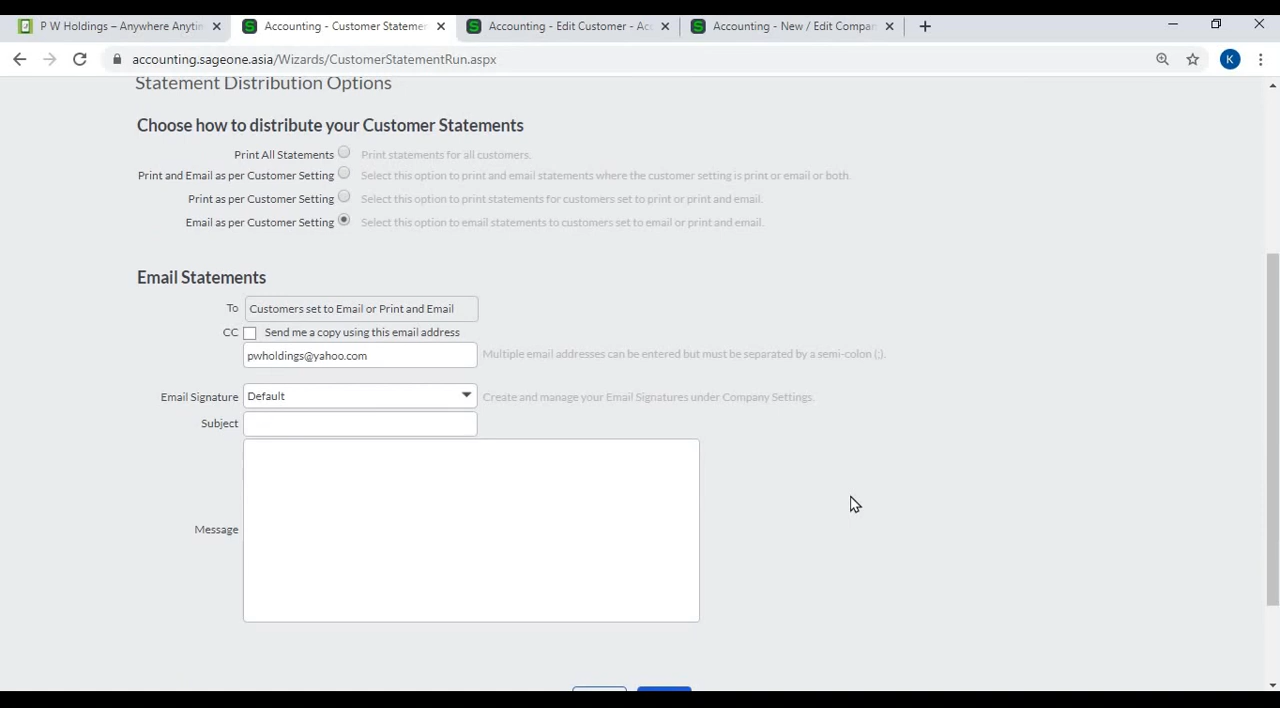 P W Holdings – Anywhere Anytin
Accounting - Customer Statemer
Accounting - Edit Customer - Acc
Accounting - New / Edit Compan
accounting.sageone.asia/Wizards/CustomerStatementRun.aspx
K
Statement Distribution Options
Choose how to distribute your Customer Statements
Print All Statements Print statements for all customers.
Print and Email as per Customer Setting Select this option to print and email statements where the customer setting is print or email or both
Print as per Customer Setting Select this option to print statements for customers set to print or print and email.
Email as per Customer Setting Select this option to email statements to customers set to email or print and email.
Email Statements
To Customers set to Email or Print and Email
CC Send me a copy using this email address
pwholdings@yahoo.com Multiple email addresses can be entered but must be separated by a semi-colon (;).
Email Signature Default Create and manage your Email Signatures under Company Settings.
Subject
Message